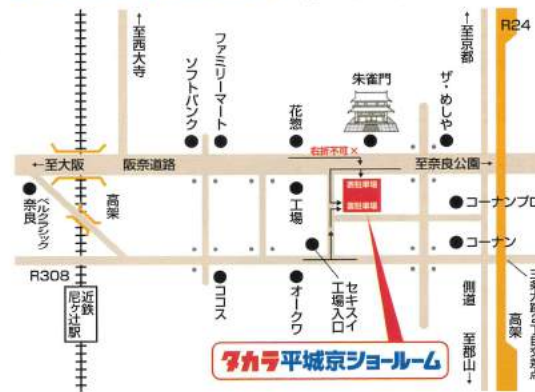 R24
←至西大寺
ファミリーマート
ソフトバンク
花惣
朱雀門
ザ・めしや
←至京都
右折不可×
←至大阪
阪奈道路
至奈良公園→
ベルクラシック
奈良
高架
工場
表駐車場
裏駐車場
コーナンプロ
コーナン
R308
近鉄
尼ヶ辻駅
ココス
オークワ
セキスイ
工場入口
側道
至郡山→
高架
タカラ平城京ショールーム